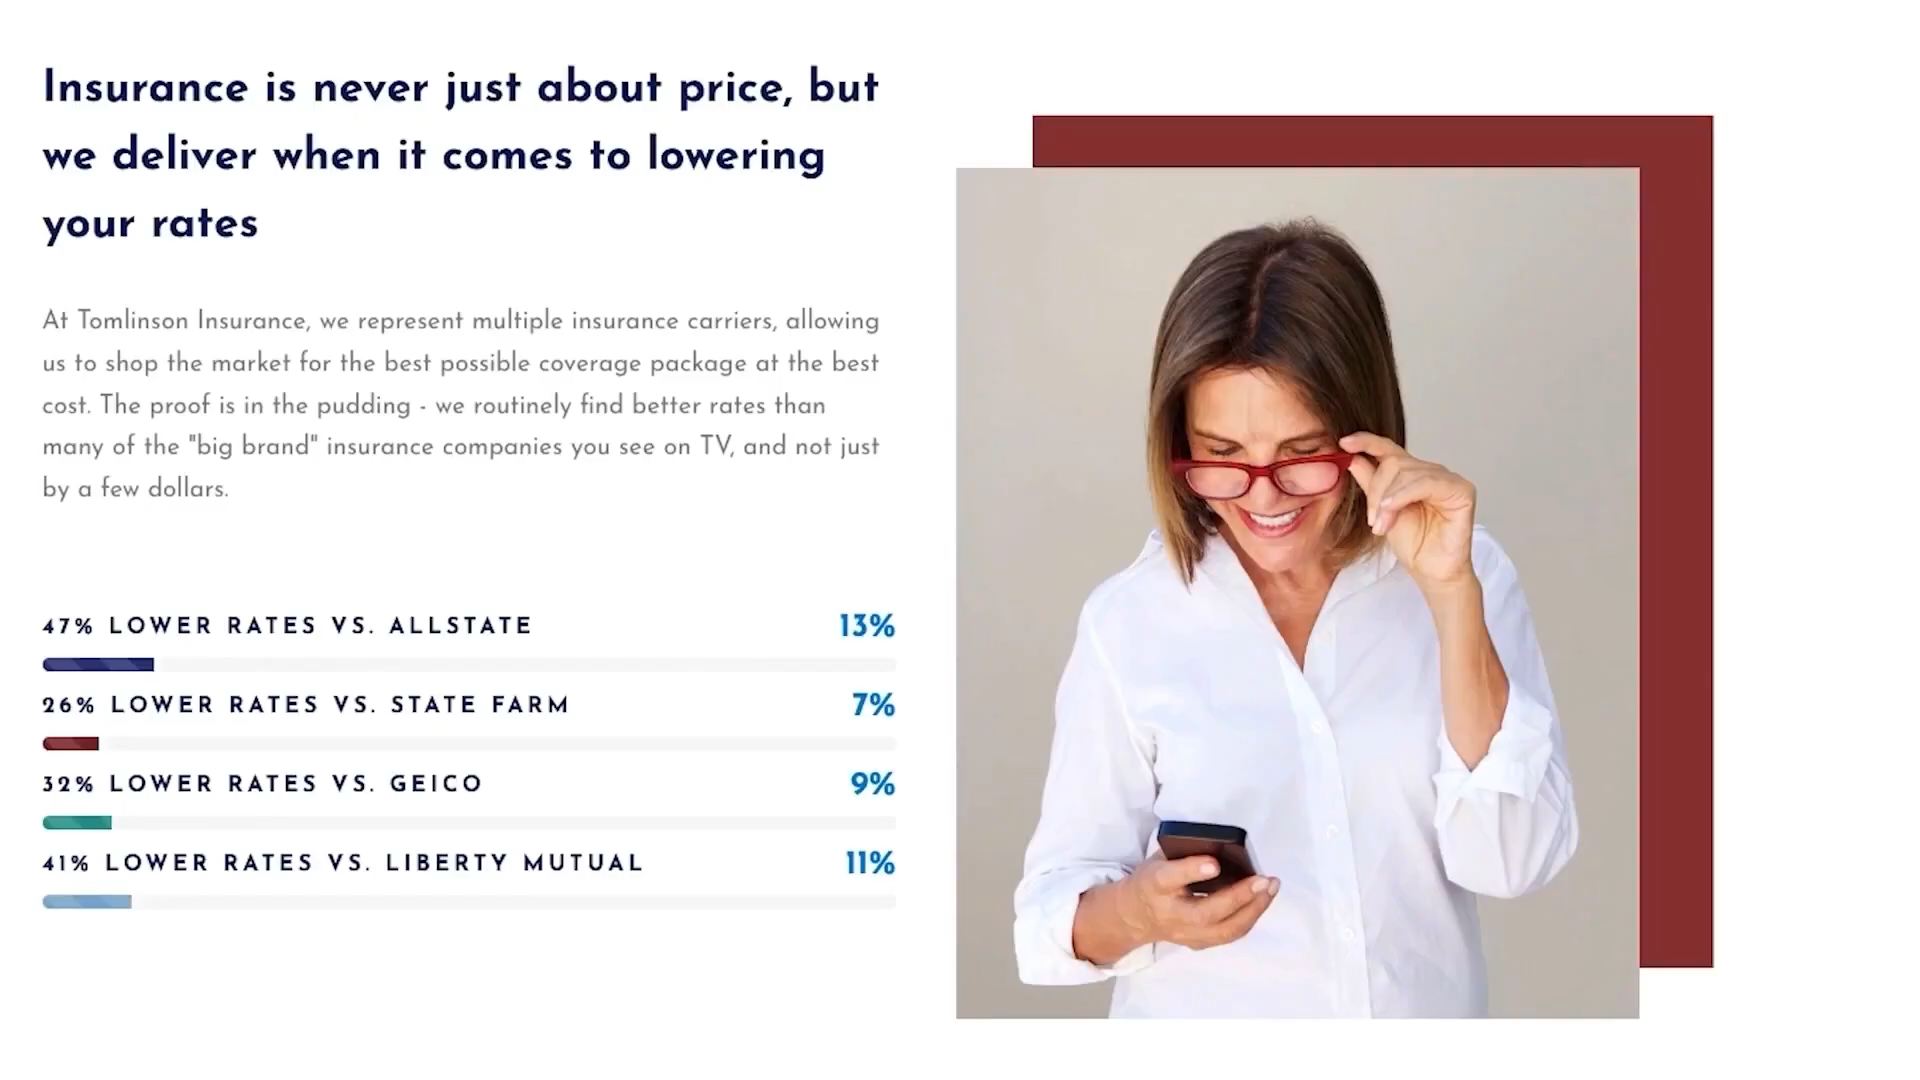 Insurance is never just about price, but
we deliver when it comes to lowering
your rates
At Tomlinson Insurance, we represent multiple insurance carriers, allowing
us to shop the market for the best possible coverage package at the best
cost. The proof is in the pudding - we routinely find better rates than
many of the "big brand" insurance companies you see on TV, and not just
by a few dollars.
47% LOWER RATES VS. ALLSTATE 13%
26% LOWER RATES VS. STATE FARM 7%
32% LOWER RATES VS. GEICO 9%
41% LOWER RATES VS. LIBERTY MUTUAL 11%